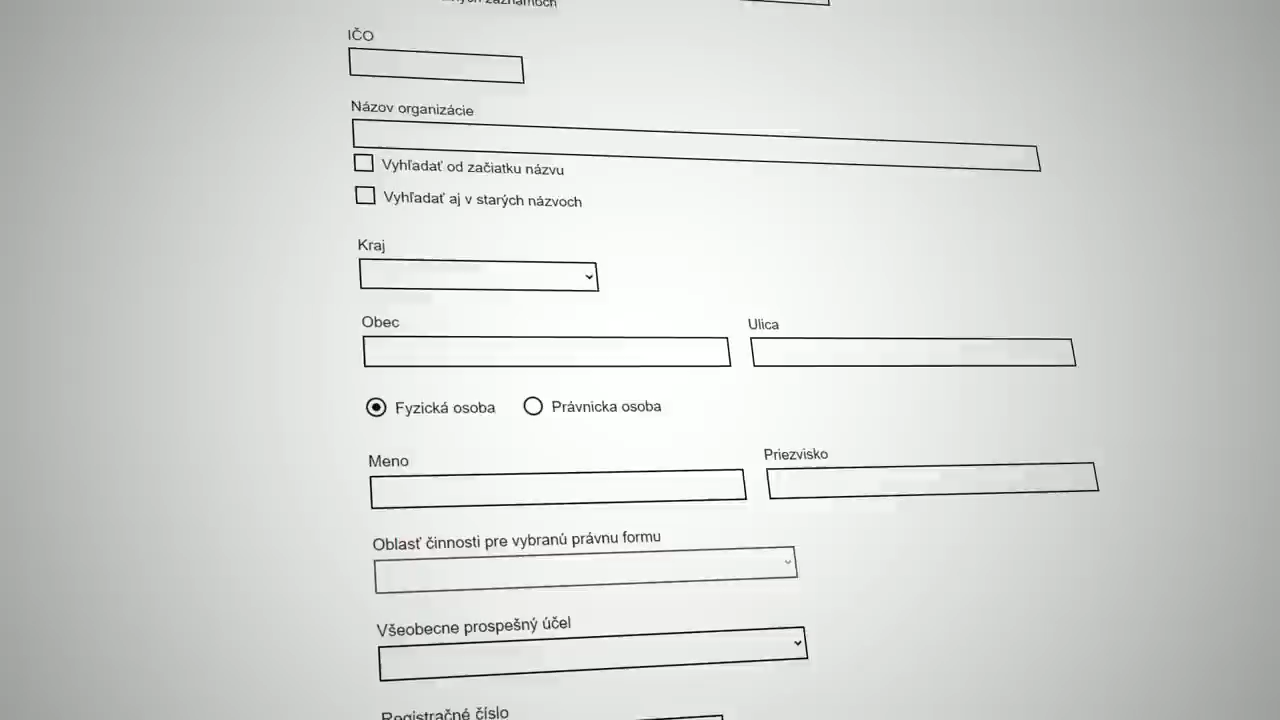 záznamoch
IČO
Názov organizácie
Vyhľadať od začiatku názvu
Vyhľadať aj v starých názvoch
Kraj
Obec Ulica
Fyzická osoba Právnicka osoba
Meno Priezvisko
Oblasť činnosti pre vybranú právnu formu
Všeobecne prospešný účel
Registračné číslo